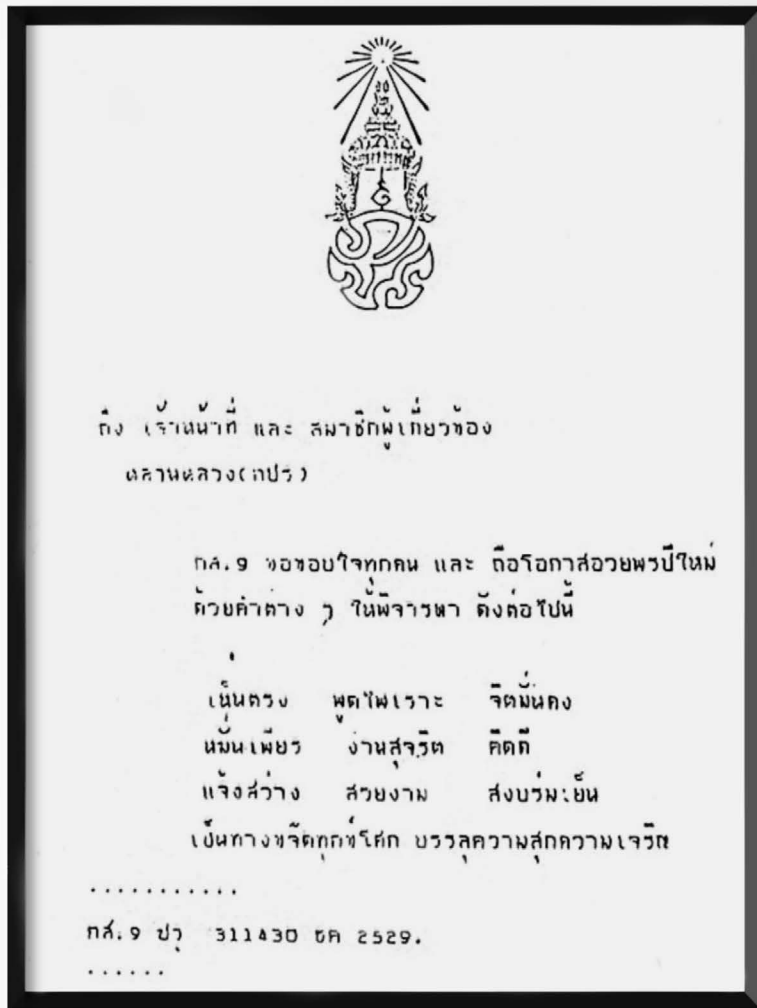 ถึง เจ้าหน้าที่ และ สมาชิกผู้เกี่ยวข้อง
หลานหลวง(กปร)
กส.9 ขอขอบใจทุกคน และ ถือโอกาสอวยพรปีใหม่
ด้วยคำต่าง ๆ ให้พิจารณา ดังต่อไปนี้
เห็นตรง พูดไพเราะ จิตมั่นคง
หมั่นเพียร งานสุจริต คิดดี
แจ้งสว่าง สวยงาม สงบร่มเย็น
เป็นทางขจัดทุกข์โศก บรรลุความสุขความเจริญ
...........
กส.9 ปรุ 311430 ธค 2529.
......